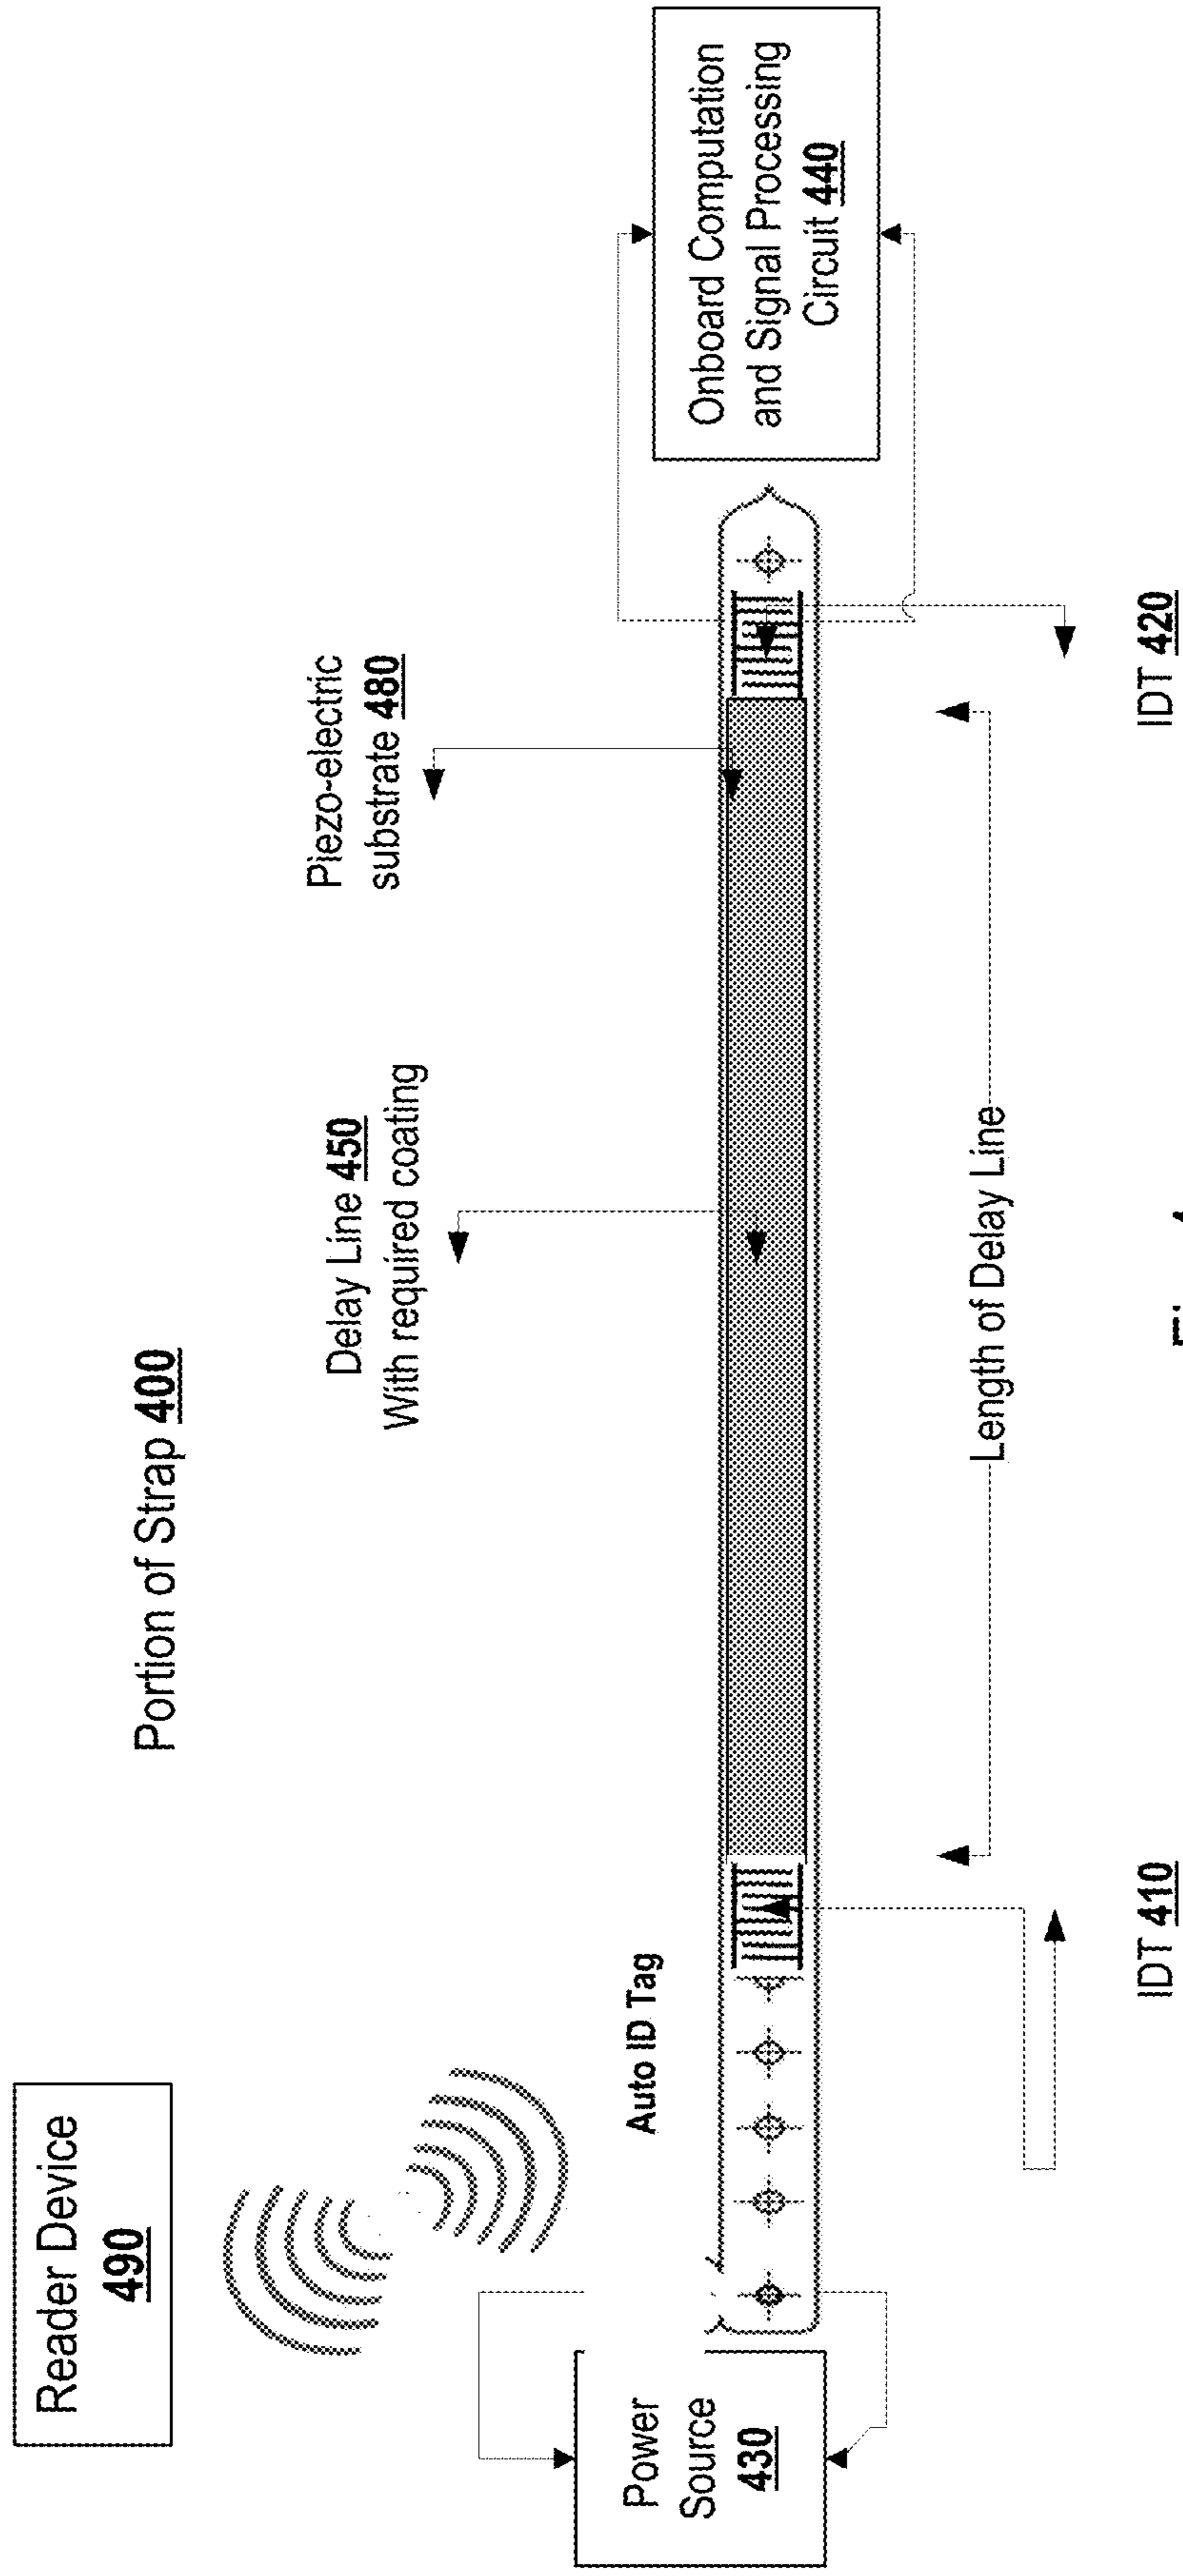 Portion of Strap 400
Reader Device
490
Delay Line 450
With required coating
Piezo-electric
substrate 480
Auto ID Tag
Power
Source
430
Onboard Computation
and Signal Processing
Circuit 440
Length of Delay Line
IDT 410
IDT 420